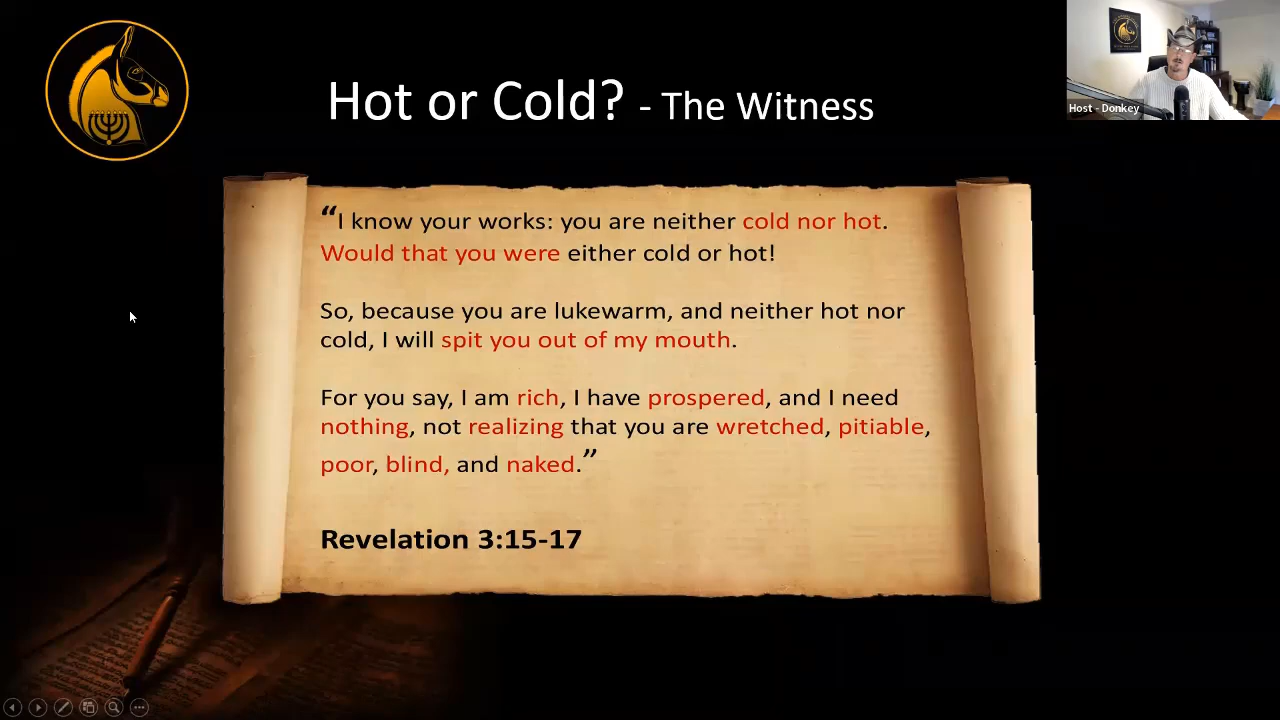 Hot or Cold? - The Witness
Host - Donkey
“I know your works: you are neither cold nor hot.
Would that you were either cold or hot!
So, because you are lukewarm, and neither hot nor
cold, I will spit you out of my mouth.
For you say, I am rich, I have prospered, and I need
nothing, not realizing that you are wretched, pitiable,
poor, blind, and naked.”
Revelation 3:15-17